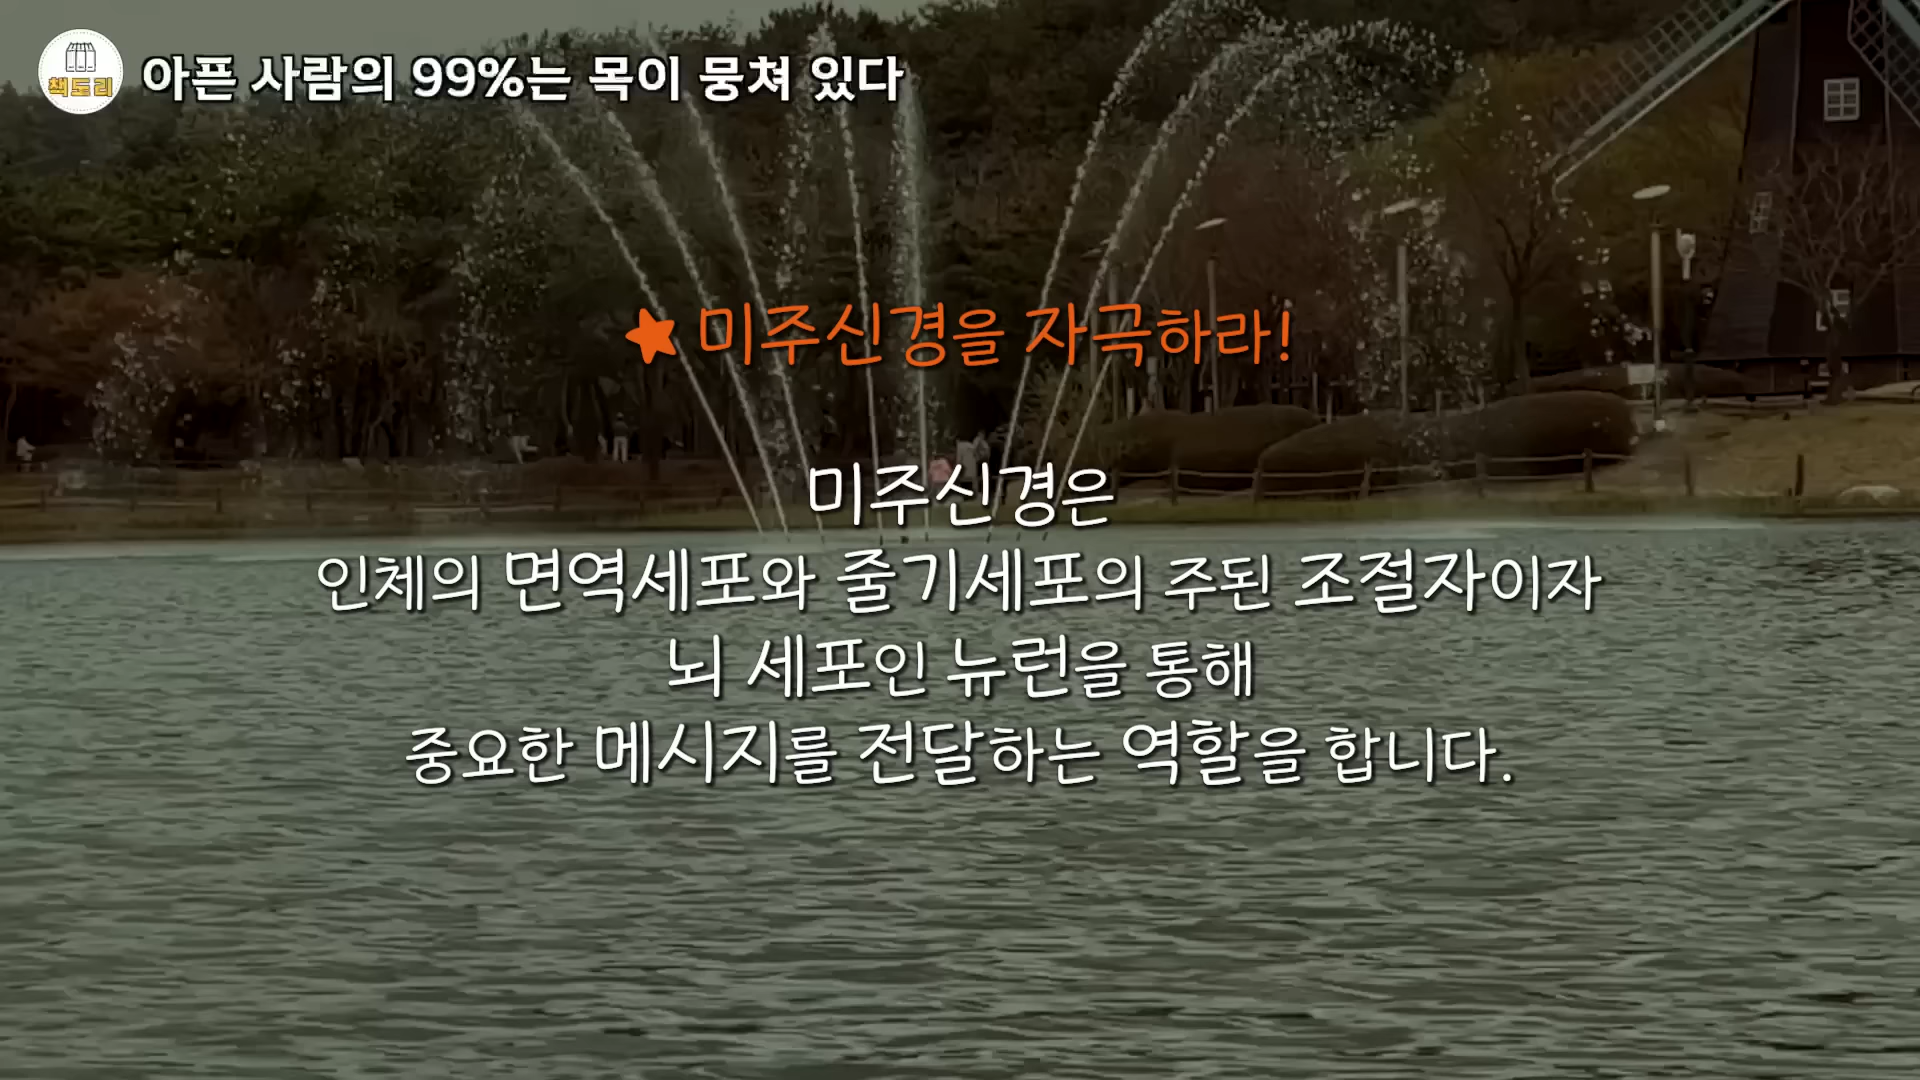 책도리
아픈 사람의 99%는 목이 뭉쳐 있다
미주신경을 자극하라!
미주신경은
인체의 면역세포와 줄기세포의 주된 조절자이자
뇌 세포인 뉴런을 통해
중요한 메시지를 전달하는 역할을 합니다.